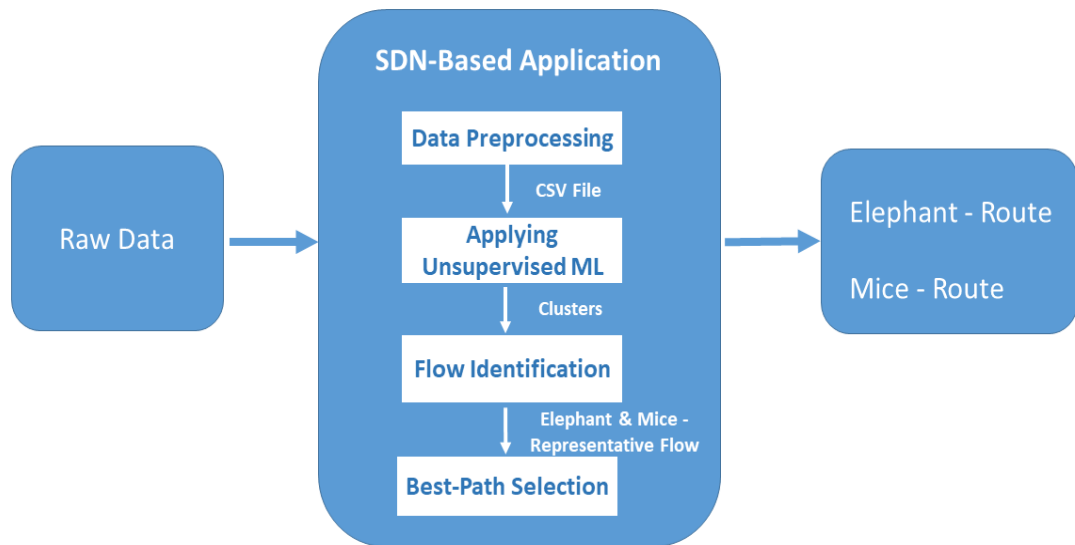 SDN-Based Application
Data Preprocessing
CSV File
Raw Data
Applying
Unsupervised ML
Clusters
Flow Identification
Elephant & Mice -
Representative Flow
Best-Path Selection
Elephant - Route
Mice - Route